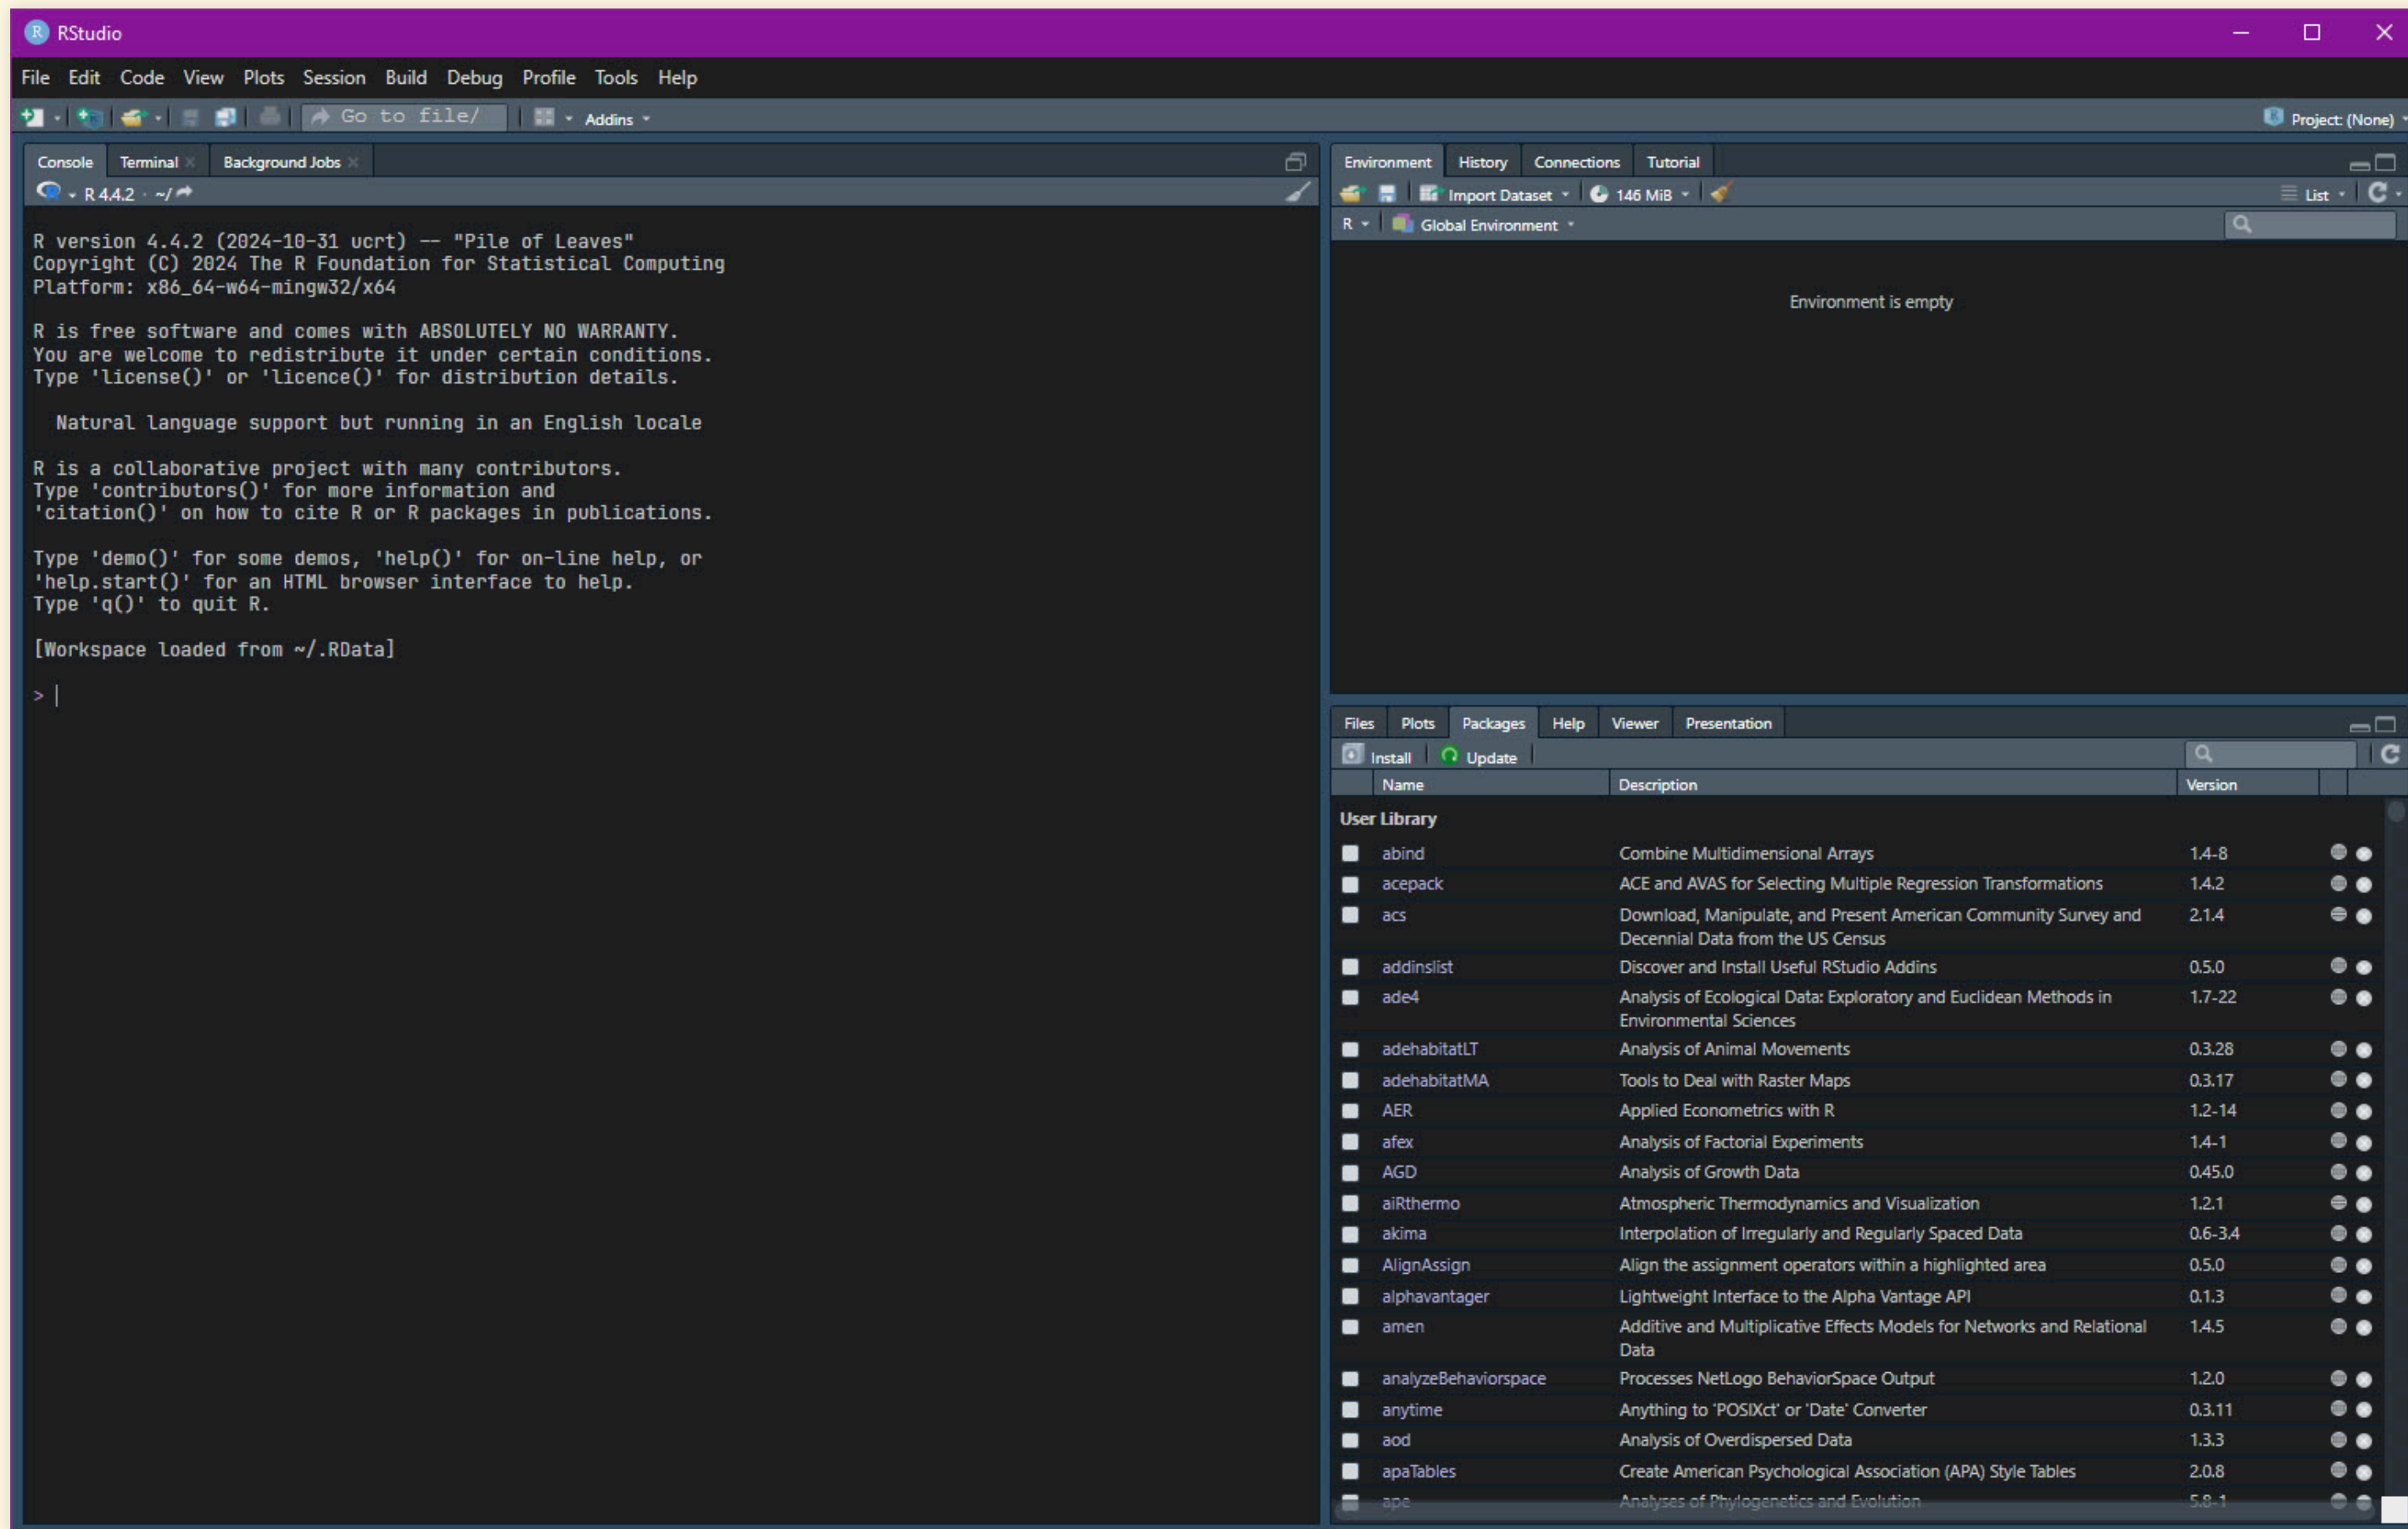 RStudio
File Edit Code View Plots Session Build Debug Profile Tools Help
Go to file/ Addins Project: (None)
Console Terminal Background Jobs
R 4.4.2 · ~/
R version 4.4.2 (2024-10-31 ucrt) -- "Pile of Leaves"
Copyright (C) 2024 The R Foundation for Statistical Computing
Platform: x86_64-w64-mingw32/x64
R is free software and comes with ABSOLUTELY NO WARRANTY.
You are welcome to redistribute it under certain conditions.
Type 'license()' or 'licence()' for distribution details.
Natural language support but running in an English locale
R is a collaborative project with many contributors.
Type 'contributors()' for more information and
'citation()' on how to cite R or R packages in publications.
Type 'demo()' for some demos, 'help()' for on-line help, or
'help.start()' for an HTML browser interface to help.
Type 'q()' to quit R.
[Workspace loaded from ~/.RData]
>
Environment History Connections Tutorial
Import Dataset 146 MiB List
R Global Environment
Environment is empty
Files Plots Packages Help Viewer Presentation
Install Update
Name Description Version
User Library
abind Combine Multidimensional Arrays 1.4-8
acepack ACE and AVAS for Selecting Multiple Regression Transformations 1.4.2
acs Download, Manipulate, and Present American Community Survey and 2.1.4
Decennial Data from the US Census
addinslist Discover and Install Useful RStudio Addins 0.5.0
ade4 Analysis of Ecological Data: Exploratory and Euclidean Methods in 1.7-22
Environmental Sciences
adehabitatLT Analysis of Animal Movements 0.3.28
adehabitatMA Tools to Deal with Raster Maps 0.3.17
AER Applied Econometrics with R 1.2-14
afex Analysis of Factorial Experiments 1.4-1
AGD Analysis of Growth Data 0.45.0
aiRthermo Atmospheric Thermodynamics and Visualization 1.2.1
akima Interpolation of Irregularly and Regularly Spaced Data 0.6-3.4
AlignAssign Align the assignment operators within a highlighted area 0.5.0
alphavantager Lightweight Interface to the Alpha Vantage API 0.1.3
amen Additive and Multiplicative Effects Models for Networks and Relational 1.4.5
Data
analyzeBehaviorspace Processes NetLogo BehaviorSpace Output 1.2.0
anytime Anything to 'POSIXct' or 'Date' Converter 0.3.11
aod Analysis of Overdispersed Data 1.3.3
apaTables Create American Psychological Association (APA) Style Tables 2.0.8
ape Analyses of Phylogenetics and Evolution 5.8-1